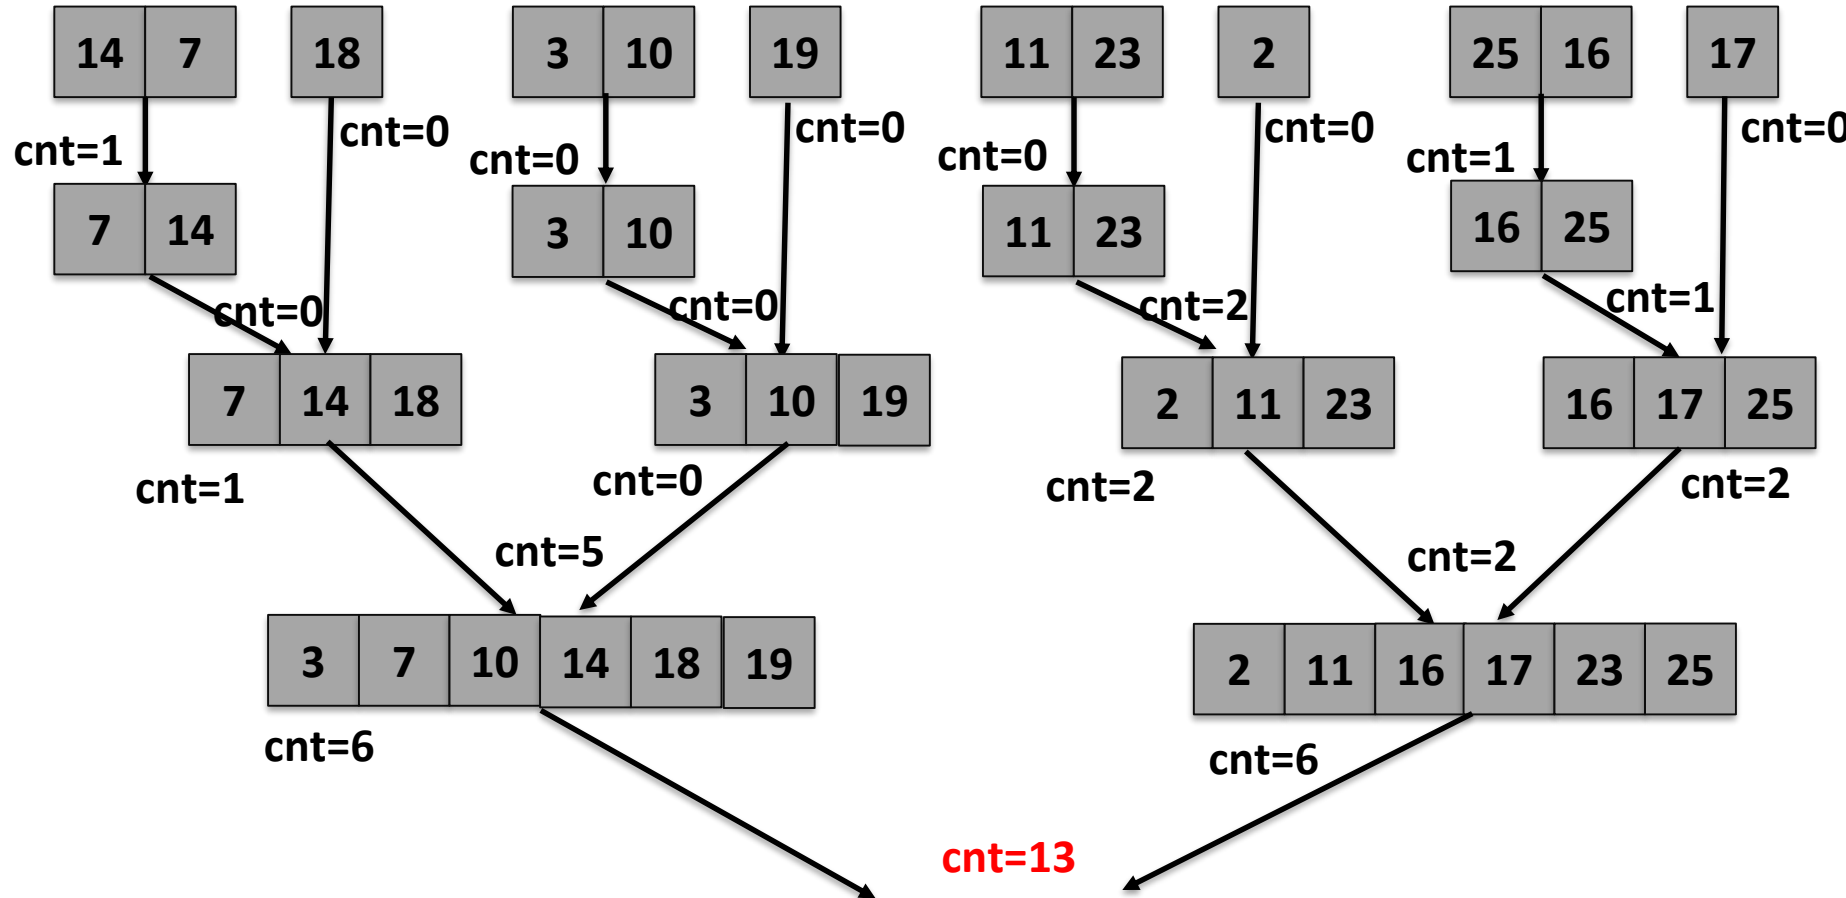 14 7 18 3 10 19 11 23 2 25 16 17
cnt=1 cnt=0 cnt=0 cnt=0 cnt=0 cnt=0 cnt=1 cnt=0
7 14 3 10 11 23 16 25
cnt=0 cnt=0 cnt=2 cnt=1
7 14 18 3 10 19 2 11 23 16 17 25
cnt=1 cnt=0 cnt=2 cnt=2
cnt=5 cnt=2
3 7 10 14 18 19 2 11 16 17 23 25
cnt=6 cnt=6
cnt=13